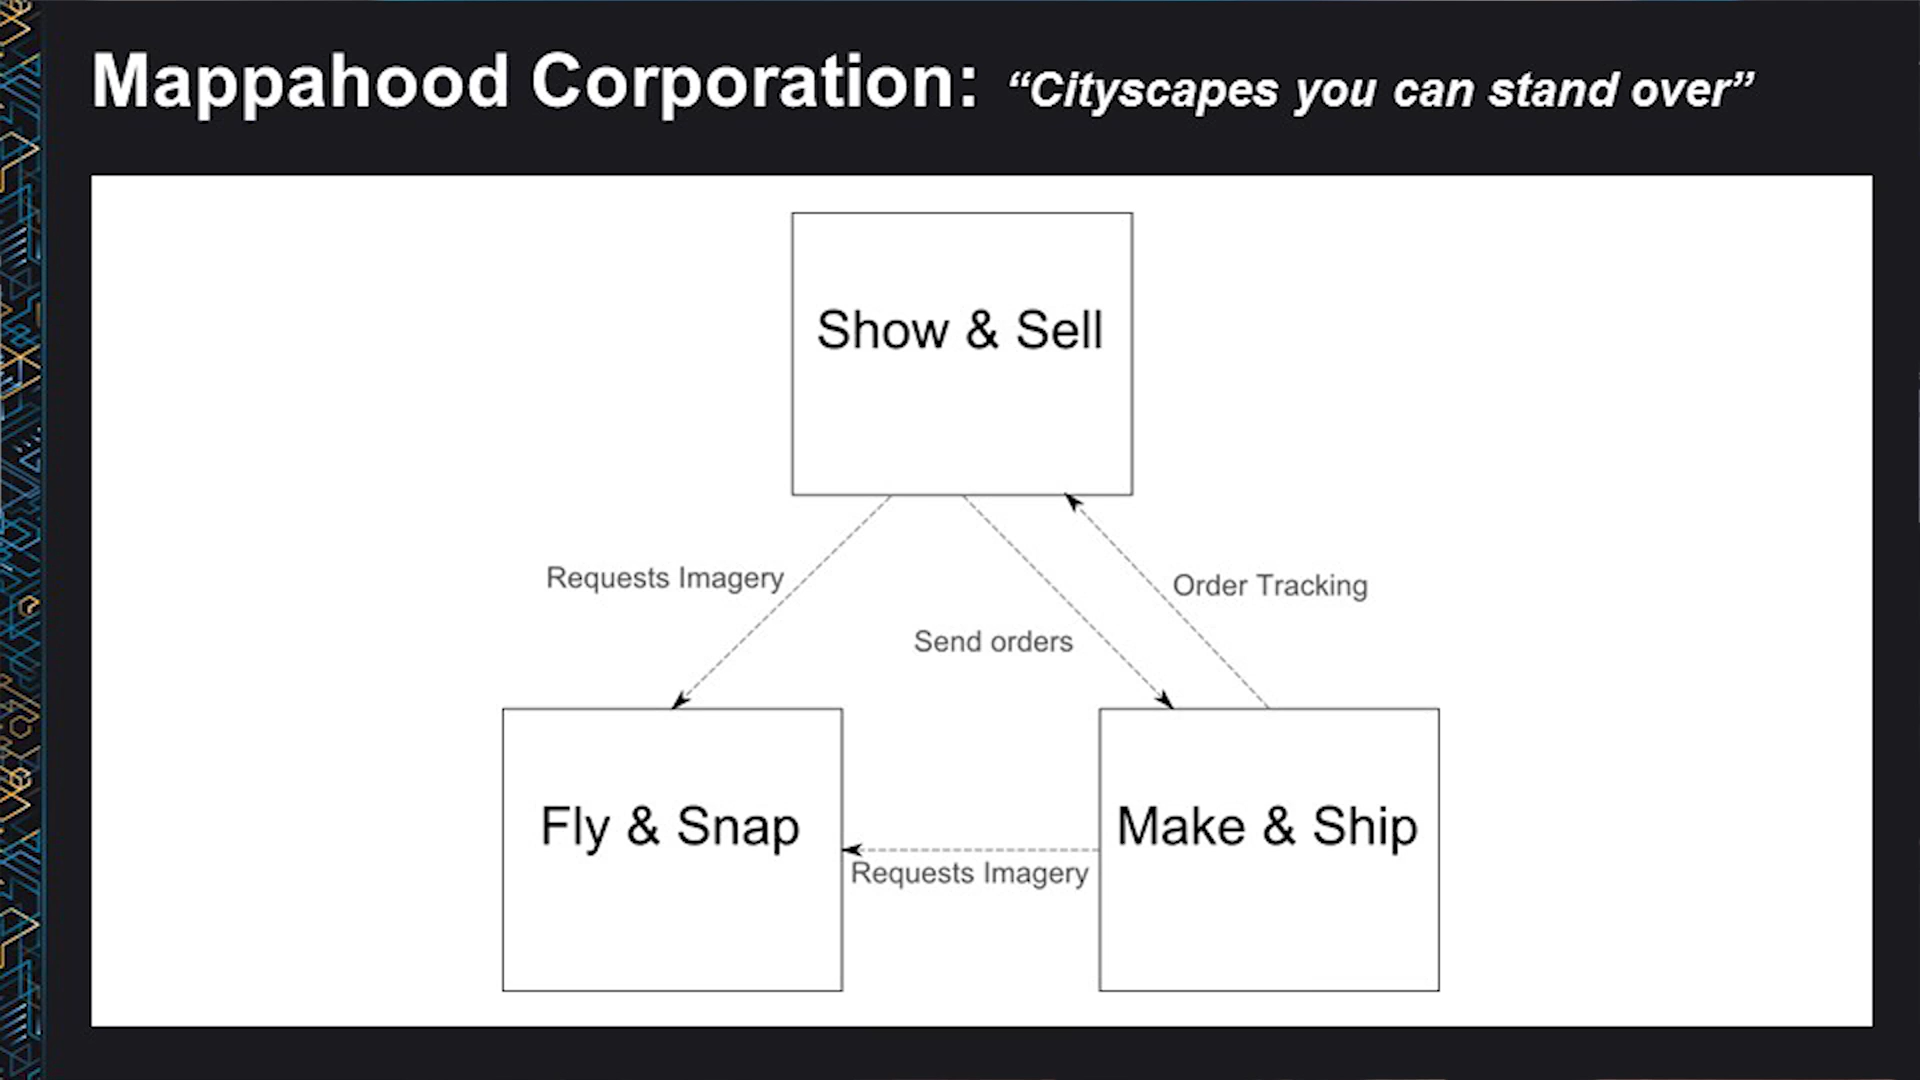 Mappahood Corporation: “Cityscapes you can stand over”
Show & Sell
Requests Imagery
Order Tracking
Send orders
Fly & Snap
Make & Ship
Requests Imagery